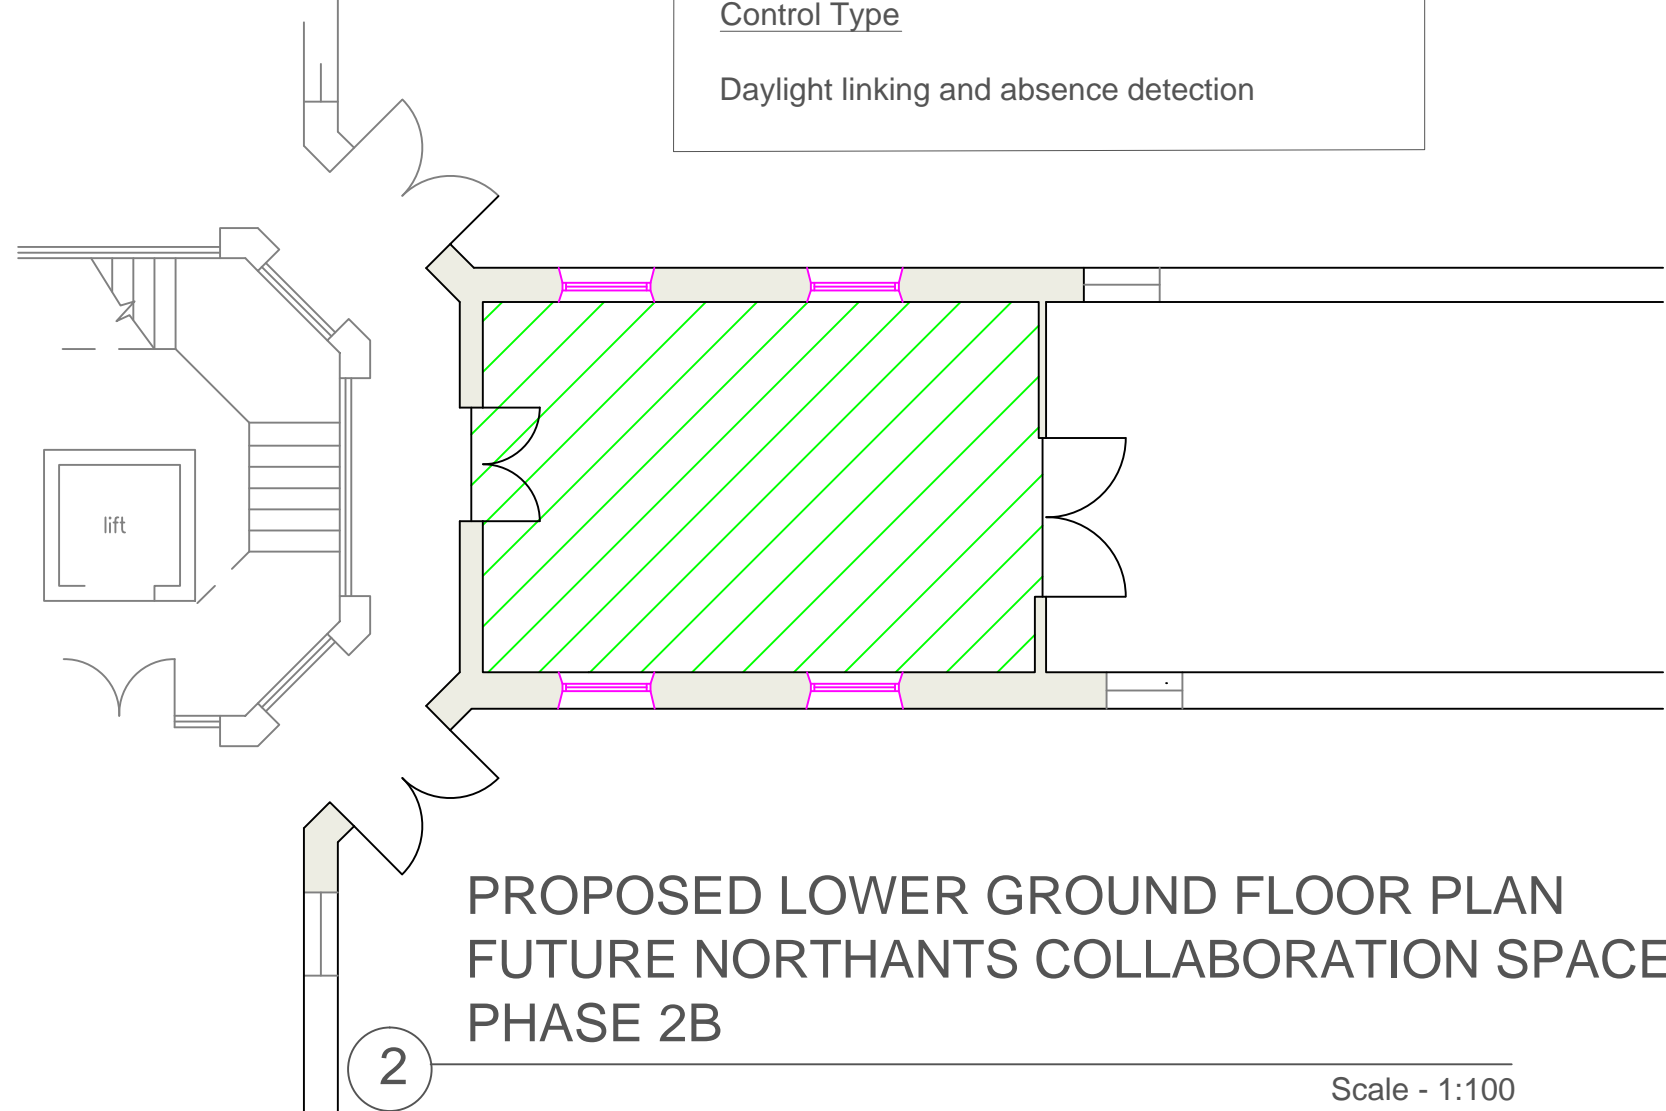 Control Type
Daylight linking and absence detection
lift
PROPOSED LOWER GROUND FLOOR PLAN
FUTURE NORTHANTS COLLABORATION SPACE
PHASE 2B
2
Scale - 1:100